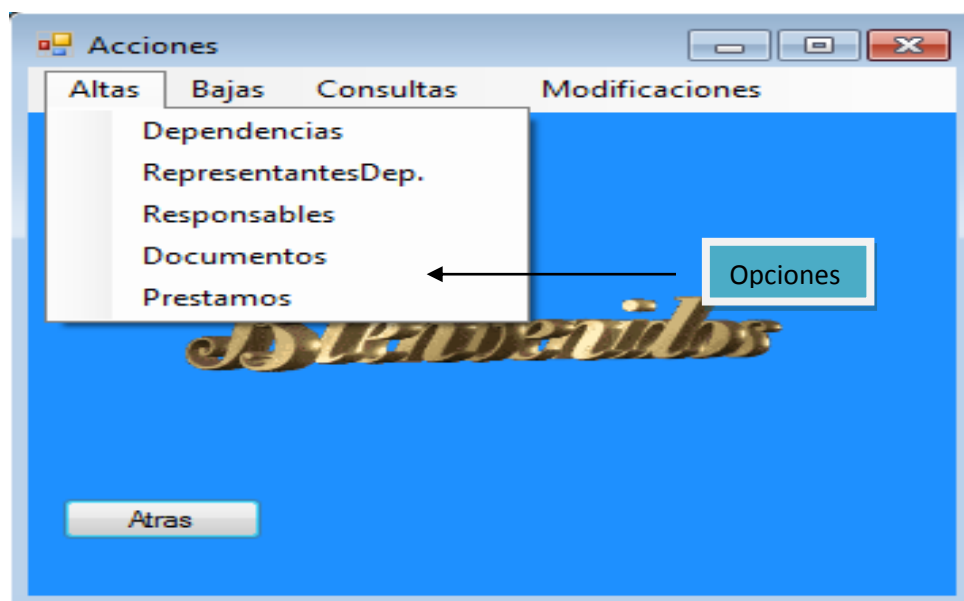 Acciones
Altas Bajas Consultas Modificaciones
Dependencias
RepresentantesDep.
Responsables
Documentos
Opciones
Prestamos
Bienvenidos
Atras